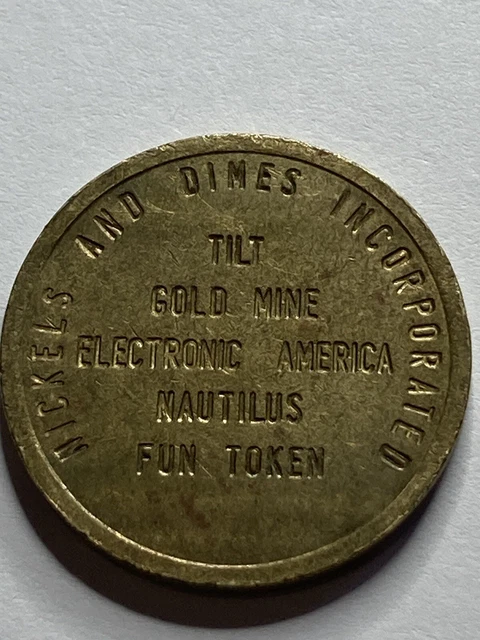 NICKELS AND DIMES INCORPORATED
TILT
GOLD MINE
ELECTRONIC AMERICA
NAUTILUS
FUN TOKEN